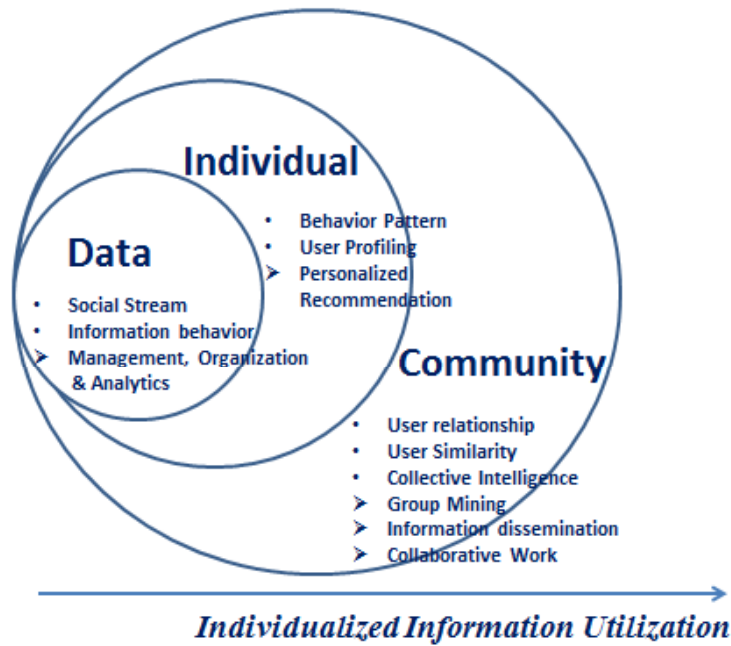 Individual
• Behavior Pattern
• User Profiling
➢ Personalized
Recommendation
Data
• Social Stream
• Information behavior
➢ Management, Organization
& Analytics
Community
• User relationship
• User Similarity
• Collective Intelligence
➢ Group Mining
➢ Information dissemination
➢ Collaborative Work
Individualized Information Utilization